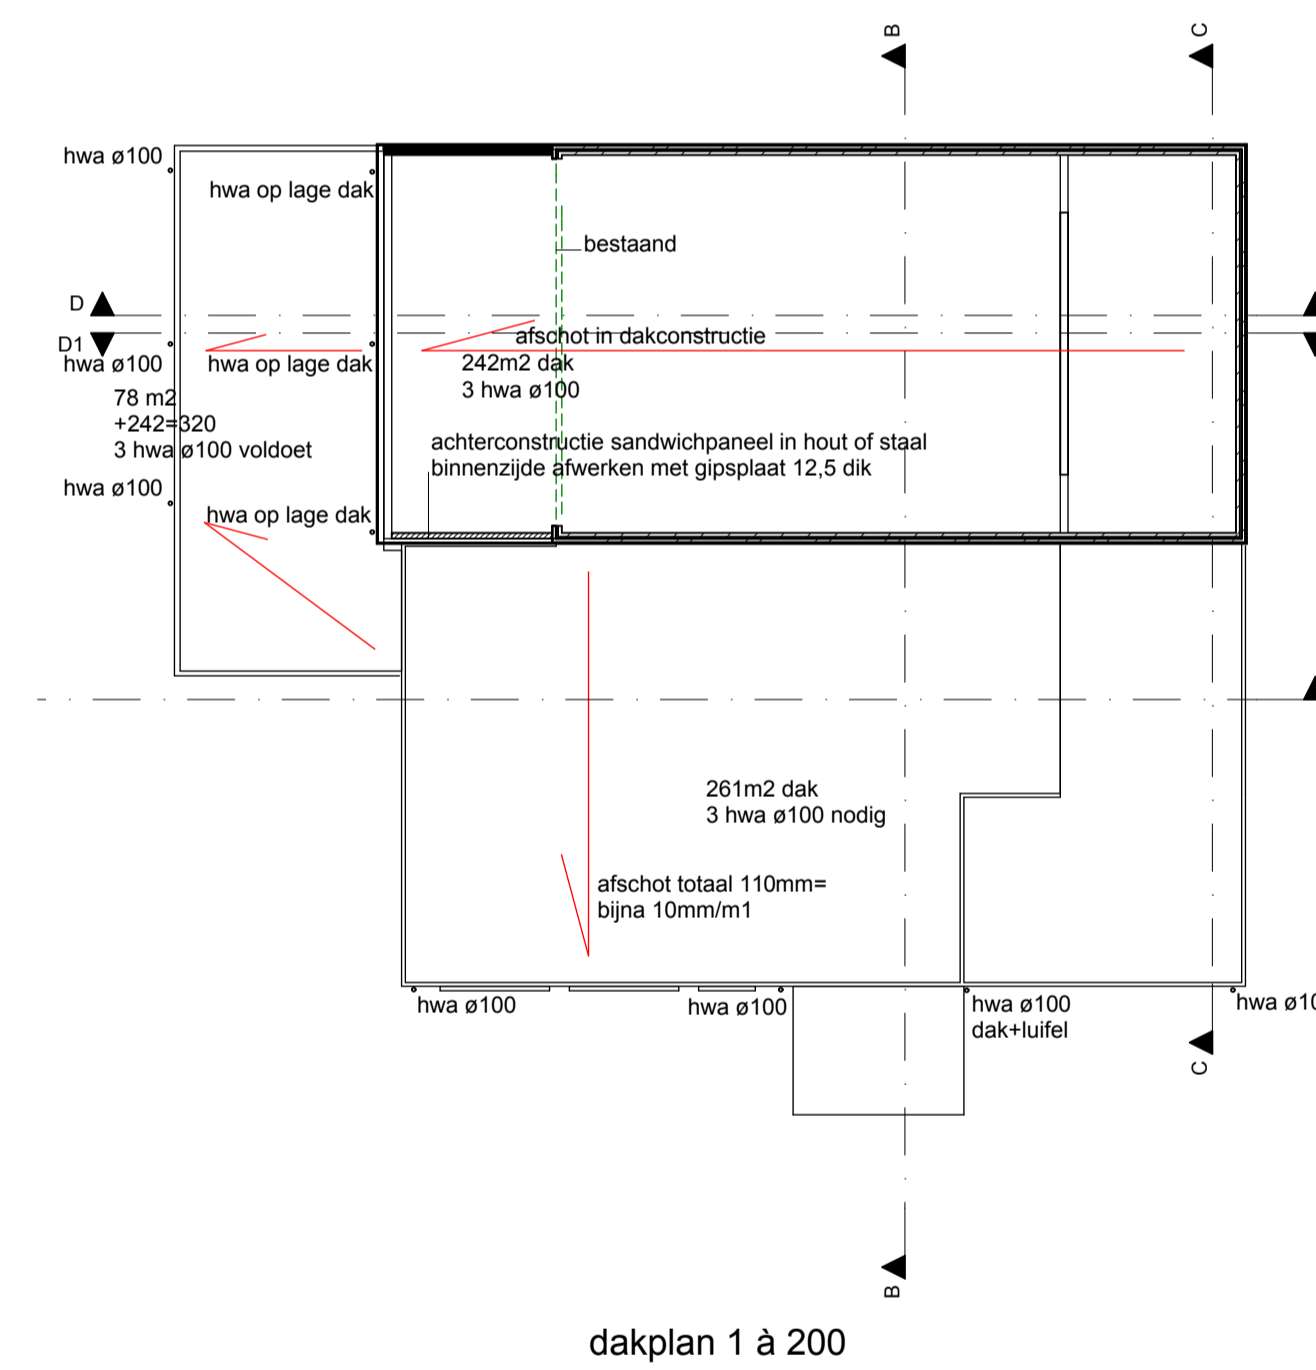 B
C
hwa ø100
hwa op lage dak
bestaand
D
D1
afschot in dakconstructie
hwa ø100
hwa op lage dak
242m2 dak
3 hwa ø100
78 m2
+242=320
3 hwa ø100 voldoet
achterconstructie sandwichpaneel in hout of staal
binnenzijde afwerken met gipsplaat 12,5 dik
hwa ø100
hwa op lage dak
261m2 dak
3 hwa ø100 nodig
afschot totaal 110mm=
bijna 10mm/m1
hwa ø100
hwa ø100
hwa ø100
dak+luifel
hwa
C
B
dakplan 1 à 200